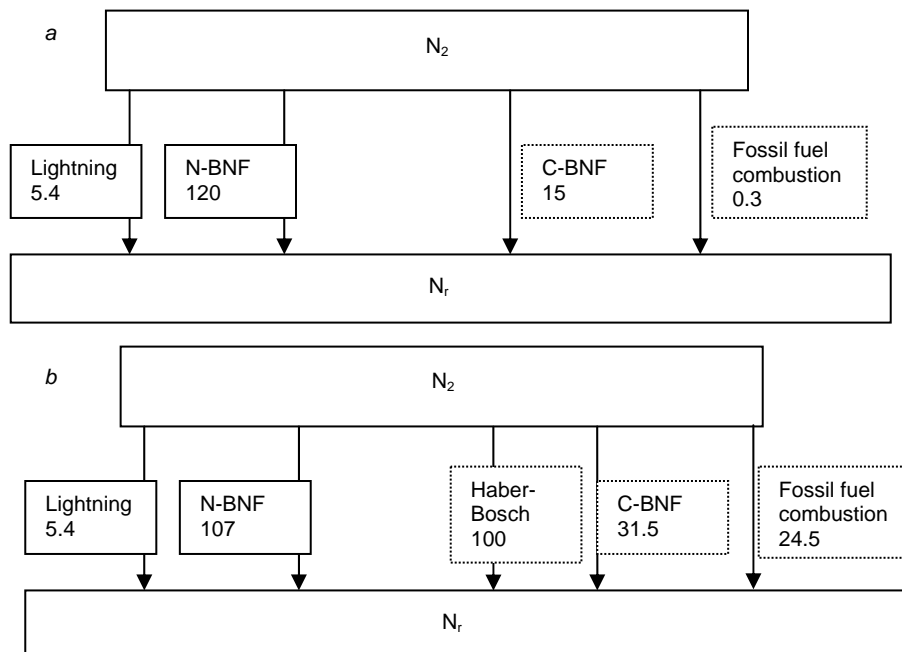 a
N₂
Lightning
5.4
N-BNF
120
C-BNF
15
Fossil fuel
combustion
0.3
Nᵣ
b
N₂
Lightning
5.4
N-BNF
107
Haber-
Bosch
100
C-BNF
31.5
Fossil fuel
combustion
24.5
Nᵣ